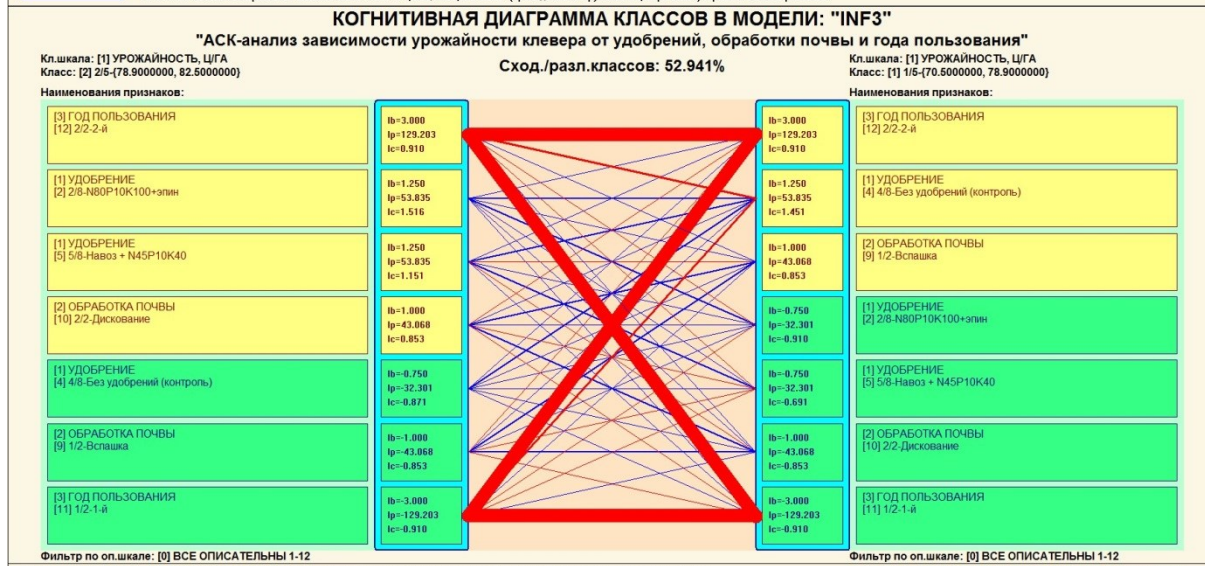 КОГНИТИВНАЯ ДИАГРАММА КЛАССОВ В МОДЕЛИ: "INF3"
"АСК-анализ зависимости урожайности клевера от удобрений, обработки почвы и года пользования"
Кл.шкала: [1] УРОЖАЙНОСТЬ, Ц/ГА
Класс: [2] 2/5-{78.9000000, 82.5000000}
Сход./разл.классов: 52.941%
Кл.шкала: [1] УРОЖАЙНОСТЬ, Ц/ГА
Класс: [1] 1/5-{70.5000000, 78.9000000}
Наименования признаков:
Наименования признаков:
[3] ГОД ПОЛЬЗОВАНИЯ
[12] 2/2-2-й
Ib=3.000
Ip=129.203
Ic=0.910
Ib=3.000
Ip=129.203
Ic=0.910
[3] ГОД ПОЛЬЗОВАНИЯ
[12] 2/2-2-й
[1] УДОБРЕНИЕ
[2] 2/8-N80P10K100+эпин
Ib=1.250
Ip=53.835
Ic=1.516
Ib=1.250
Ip=53.835
Ic=1.451
[1] УДОБРЕНИЕ
[4] 4/8-Без удобрений (контроль)
[1] УДОБРЕНИЕ
[5] 5/8-Навоз + N45P10K40
Ib=1.250
Ip=53.835
Ic=1.151
Ib=1.000
Ip=43.068
Ic=0.853
[2] ОБРАБОТКА ПОЧВЫ
[9] 1/2-Вспашка
[2] ОБРАБОТКА ПОЧВЫ
[10] 2/2-Дискование
Ib=1.000
Ip=43.068
Ic=0.853
Ib=-0.750
Ip=-32.301
Ic=-0.910
[1] УДОБРЕНИЕ
[2] 2/8-N80P10K100+эпин
[1] УДОБРЕНИЕ
[4] 4/8-Без удобрений (контроль)
Ib=-0.750
Ip=-32.301
Ic=-0.871
Ib=-0.750
Ip=-32.301
Ic=-0.691
[1] УДОБРЕНИЕ
[5] 5/8-Навоз + N45P10K40
[2] ОБРАБОТКА ПОЧВЫ
[9] 1/2-Вспашка
Ib=-1.000
Ip=-43.068
Ic=-0.853
Ib=-1.000
Ip=-43.068
Ic=-0.853
[2] ОБРАБОТКА ПОЧВЫ
[10] 2/2-Дискование
[3] ГОД ПОЛЬЗОВАНИЯ
[11] 1/2-1-й
Ib=-3.000
Ip=-129.203
Ic=-0.910
Ib=-3.000
Ip=-129.203
Ic=-0.910
[3] ГОД ПОЛЬЗОВАНИЯ
[11] 1/2-1-й
Фильтр по оп.шкале: [0] ВСЕ ОПИСАТЕЛЬНЫ 1-12
Фильтр по оп.шкале: [0] ВСЕ ОПИСАТЕЛЬНЫ 1-12